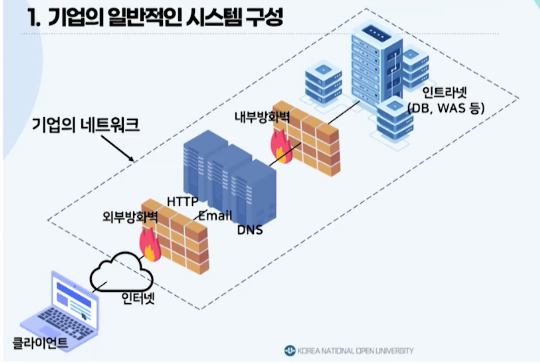 1. 기업의 일반적인 시스템 구성
인트라넷
(DB, WAS 등)
내부방화벽
기업의 네트워크
HTTP
Email
DNS
외부방화벽
인터넷
클라이언트
KOREA NATIONAL OPEN UNIVERSITY